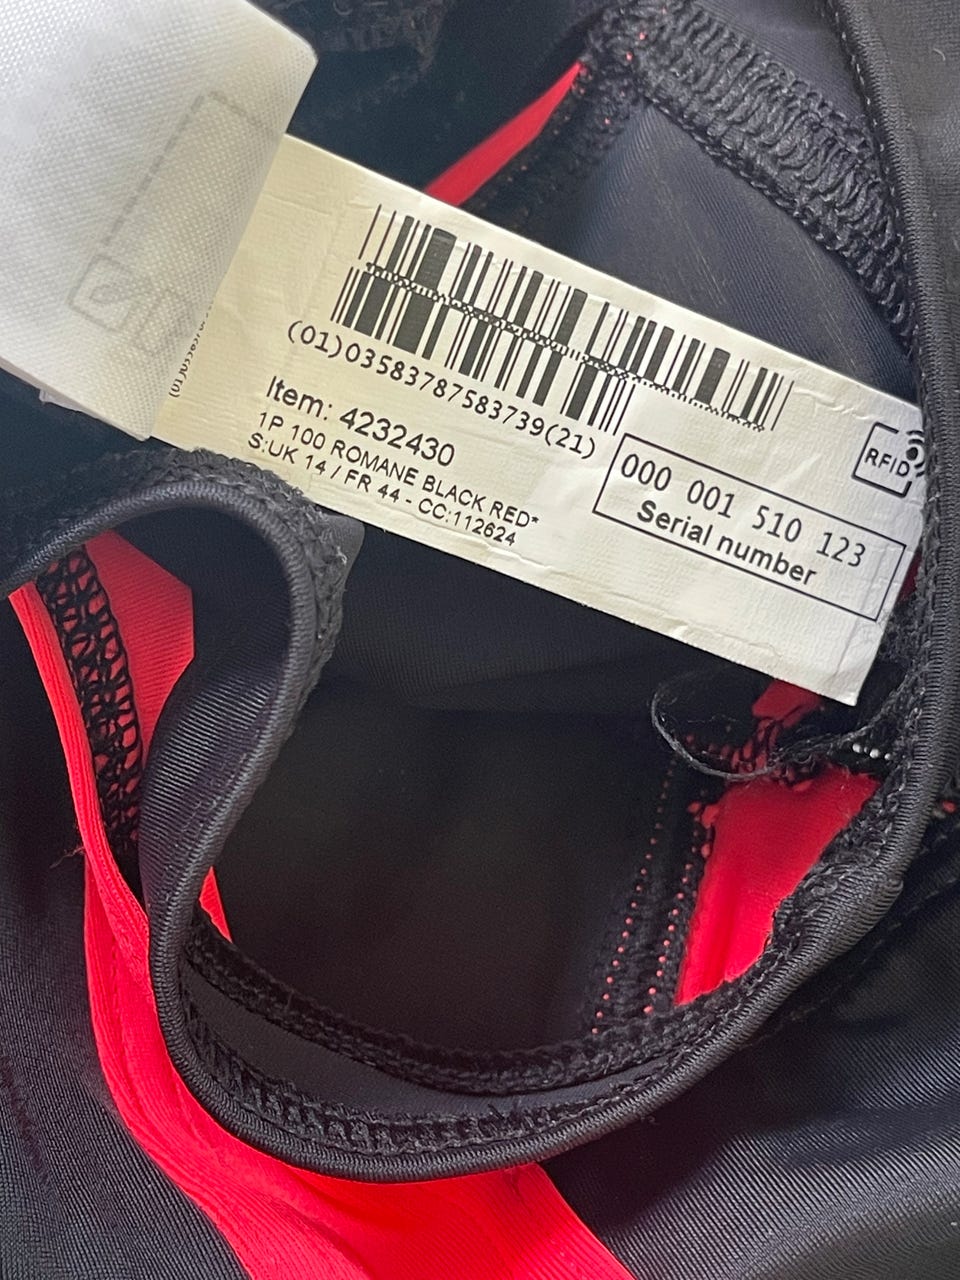 (01)03583787583739(21)
Item: 4232430
1P 100 ROMANE BLACK RED*
S:UK 14 / FR 44 - CC:112624
RFID
000 001 510 123
Serial number